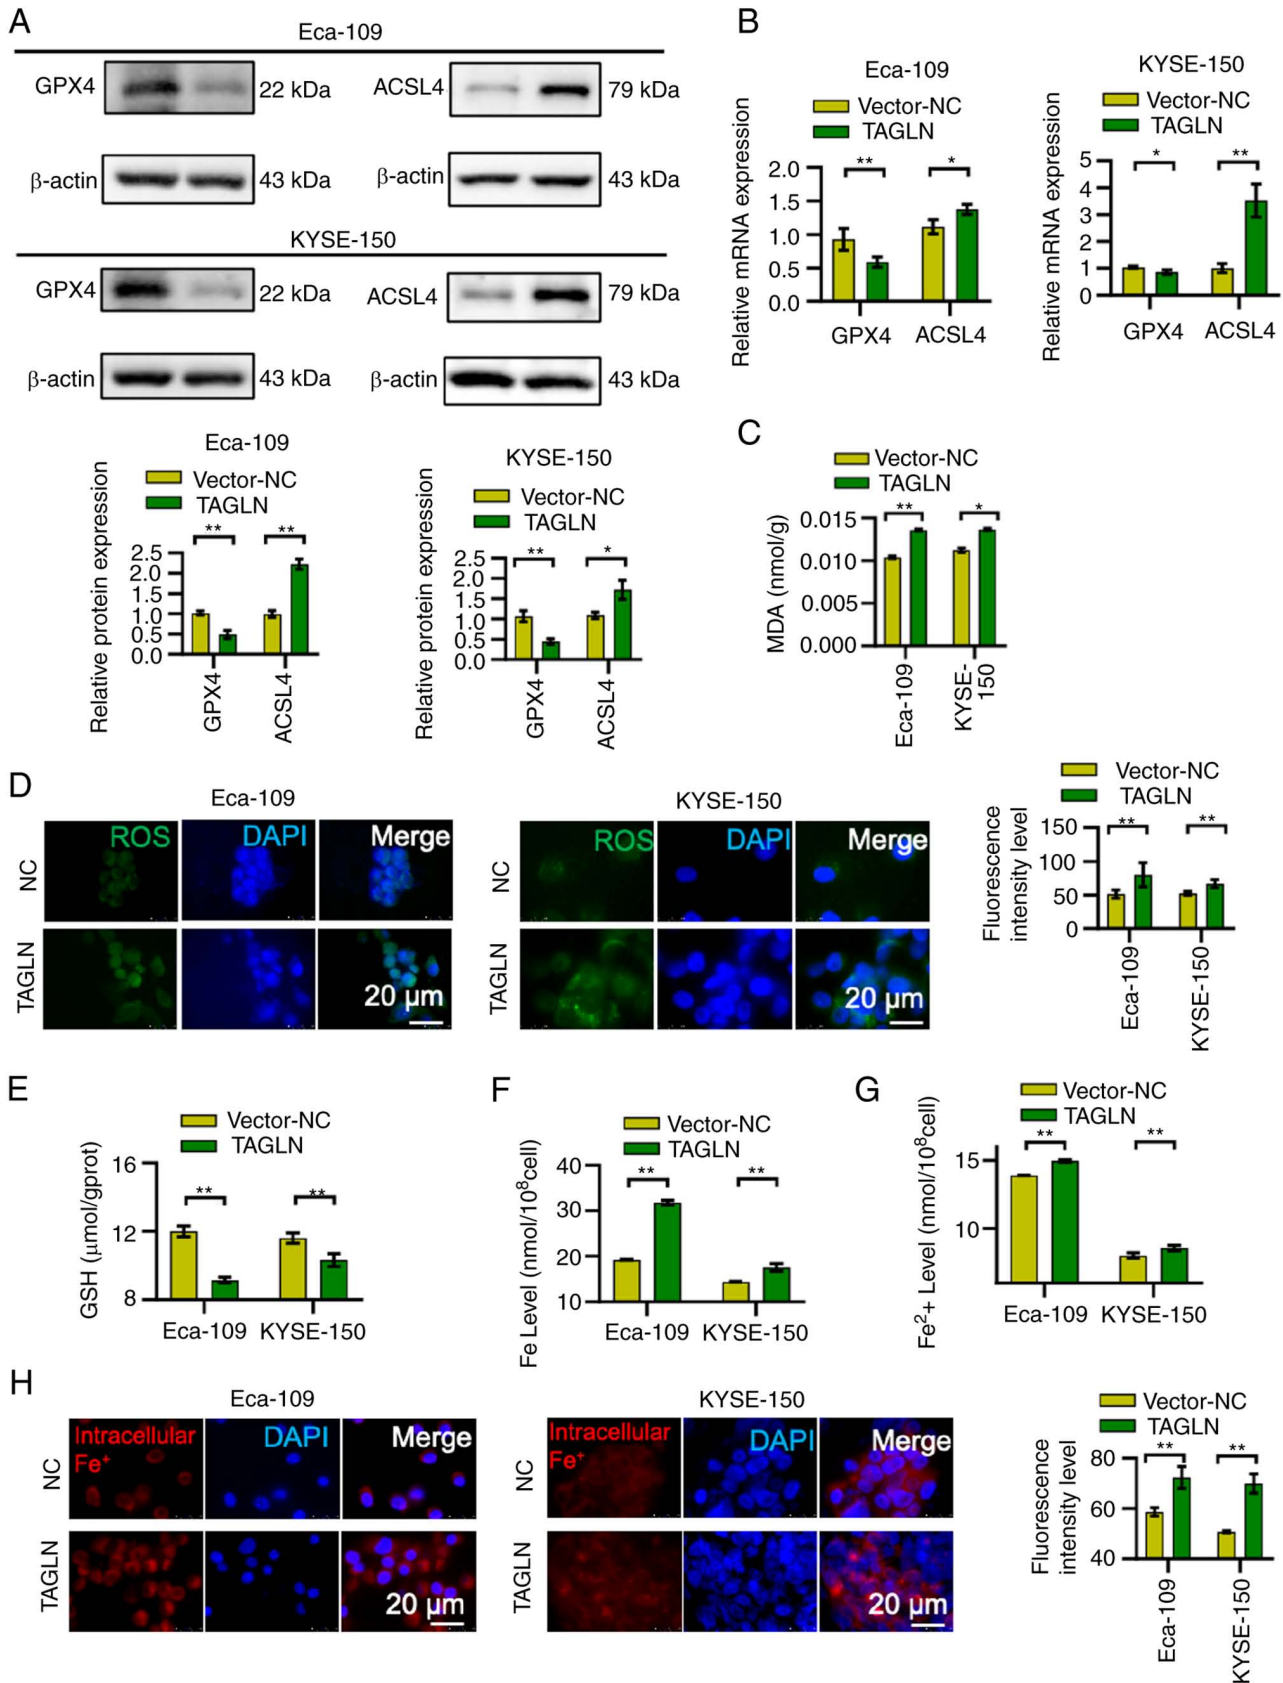 A
Eca-109
GPX4
22 kDa
ACSL4
79 kDa
β-actin
43 kDa
β-actin
43 kDa
KYSE-150
GPX4
22 kDa
ACSL4
79 kDa
β-actin
43 kDa
β-actin
43 kDa
Eca-109
Vector-NC
TAGLN
Relative protein expression
** **
2.5
2.0
1.5
1.0
0.5
0.0
GPX4
ACSL4
KYSE-150
Vector-NC
TAGLN
Relative protein expression
** *
2.5
2.0
1.5
1.0
0.5
0.0
GPX4
ACSL4
B
Eca-109
Vector-NC
TAGLN
Relative mRNA expression
** *
2.0
1.5
1.0
0.5
0.0
GPX4 ACSL4
KYSE-150
Vector-NC
TAGLN
Relative mRNA expression
* **
5
4
3
2
1
0
GPX4 ACSL4
C
Vector-NC
TAGLN
MDA (nmol/g)
** *
0.015
0.010
0.005
0.000
Eca-109
KYSE-
150
D
Eca-109
NC
ROS
DAPI
Merge
TAGLN
20 µm
KYSE-150
NC
ROS
DAPI
Merge
TAGLN
20 µm
Vector-NC
TAGLN
Fluorescence
intensity level
** **
150
100
50
0
Eca-109
KYSE-150
E
Vector-NC
TAGLN
GSH (µmol/gprot)
** **
16
12
8
Eca-109 KYSE-150
F
Vector-NC
TAGLN
Fe Level (nmol/10⁸cell)
** **
40
30
20
10
Eca-109 KYSE-150
G
Vector-NC
TAGLN
Fe²+ Level (nmol/10⁸cell)
** **
15
10
Eca-109 KYSE-150
H
Eca-109
NC
Intracellular
Fe⁺
DAPI
Merge
TAGLN
20 µm
KYSE-150
NC
Intracellular
Fe⁺
DAPI
Merge
TAGLN
20 µm
Vector-NC
TAGLN
Fluorescence
intensity level
** **
80
60
40
Eca-109
KYSE-150